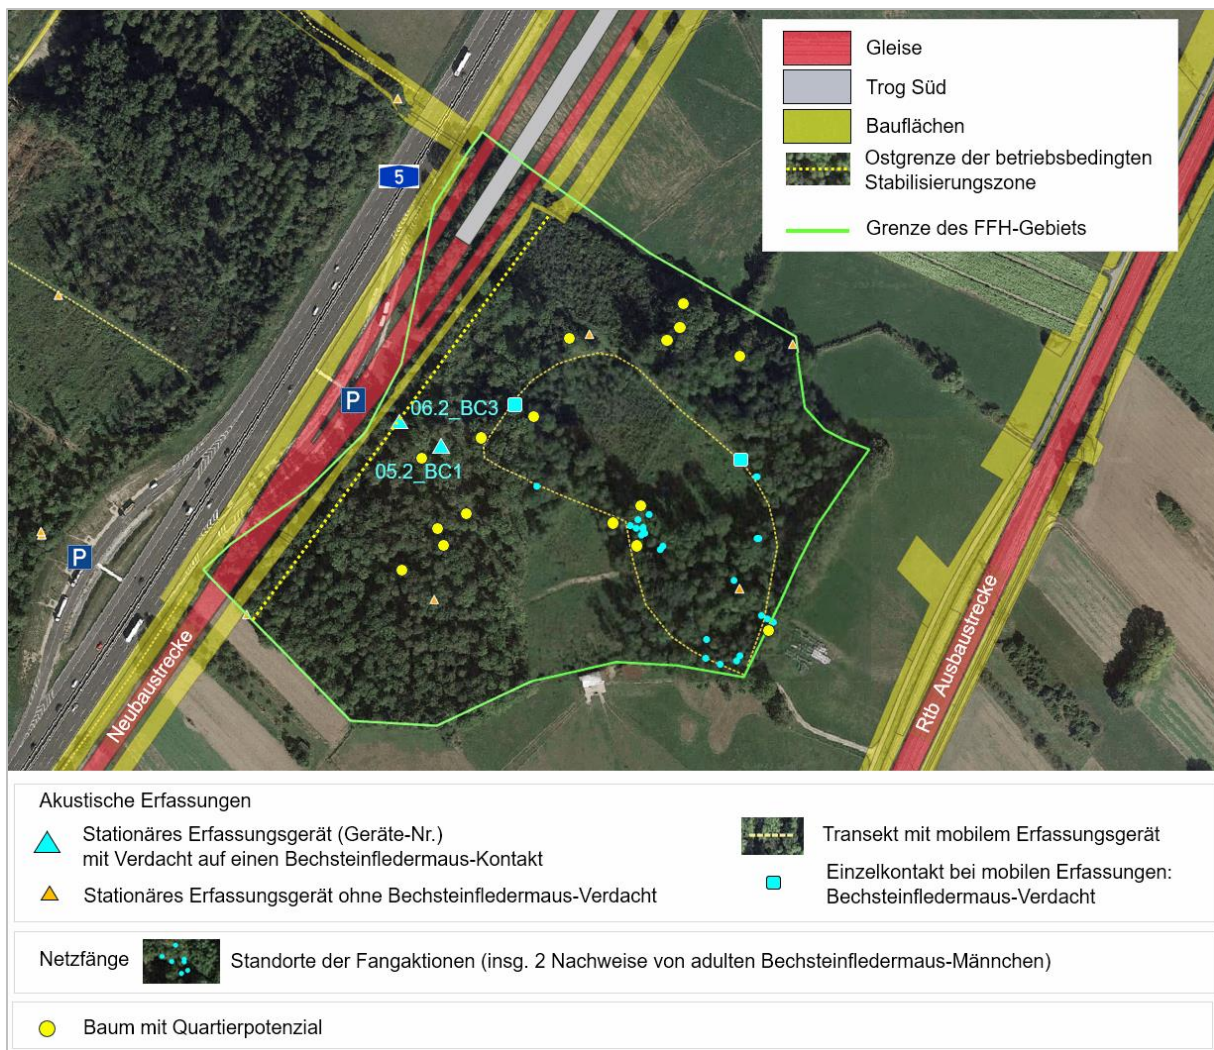 Gleise
Trog Süd
Bauflächen
Ostgrenze der betriebsbedingten
Stabilisierungszone
Grenze des FFH-Gebiets
5
P
06.2_BC3
05.2_BC1
P
Neubaustrecke
Rtb Ausbaustrecke
Akustische Erfassungen
Stationäres Erfassungsgerät (Geräte-Nr.)
mit Verdacht auf einen Bechsteinfledermaus-Kontakt
Stationäres Erfassungsgerät ohne Bechsteinfledermaus-Verdacht
Transekt mit mobilem Erfassungsgerät
Einzelkontakt bei mobilen Erfassungen:
Bechsteinfledermaus-Verdacht
Netzfänge
Standorte der Fangaktionen (insg. 2 Nachweise von adulten Bechsteinfledermaus-Männchen)
Baum mit Quartierpotenzial